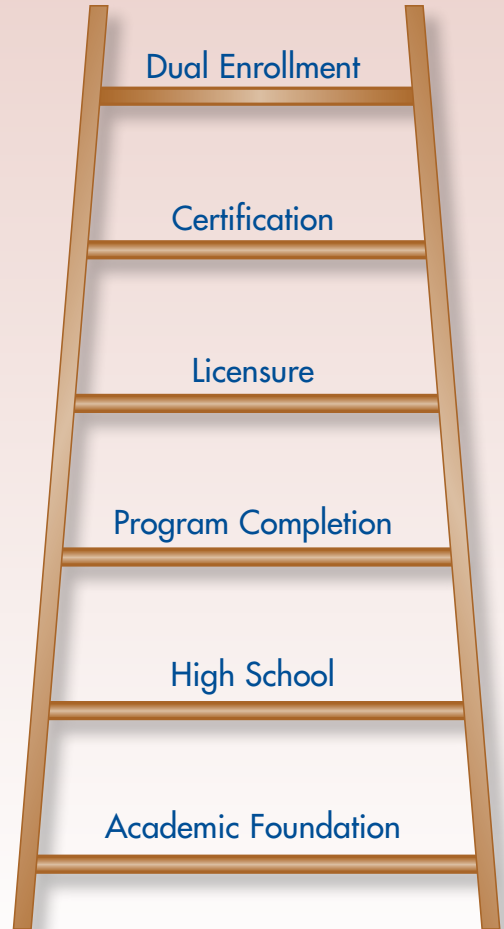 Dual Enrollment
Certification
Licensure
Program Completion
High School
Academic Foundation